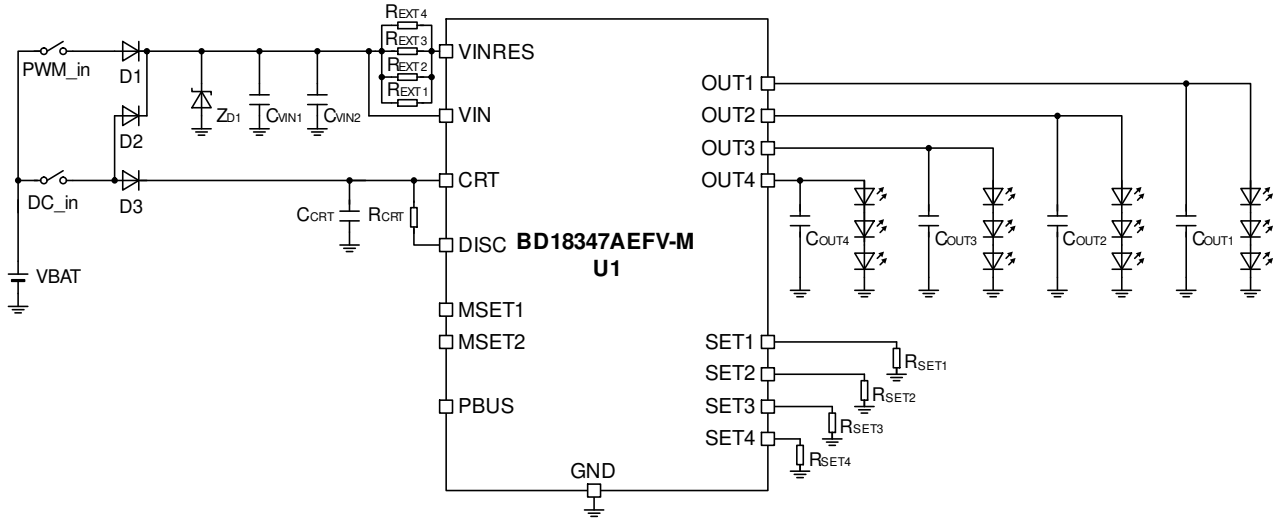 REXT4
REXT3
REXT2
REXT1
PWM_in
D1
D2
D3
DC_in
VBAT
ZD1
CVIN1
CVIN2
CCRT
RCRT
VINRES
VIN
CRT
DISC
MSET1
MSET2
PBUS
BD18347AEFV-M
U1
GND
OUT1
OUT2
OUT3
OUT4
SET1
SET2
SET3
SET4
COUT4
COUT3
COUT2
COUT1
RSET1
RSET2
RSET3
RSET4